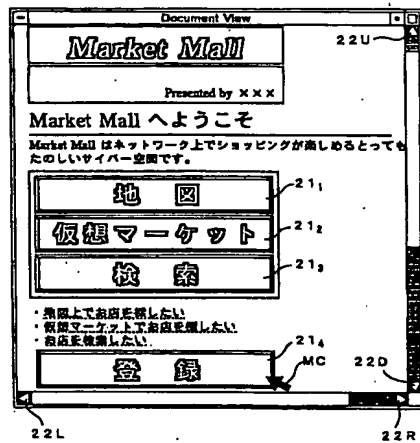 Document View
22U
Market Mall
Presented by ×××
Market Mall へようこそ
Market Mall はネットワーク上でショッピングが楽しめるとっても
たのしいサイバー空間です。
地　図
21₁
仮想マーケット
21₂
検　索
21₃
・地図上でお店を探したい
・仮想マーケットでお店を探したい
・お店を検索したい
登　録
21₄
MC
22D
22L
22R